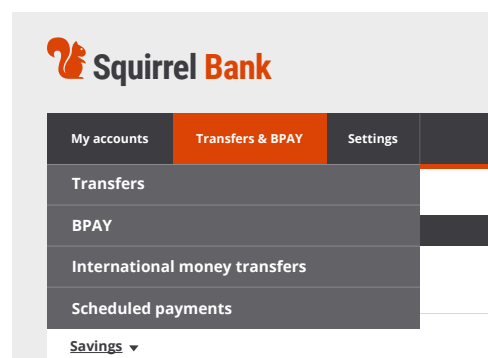 Squirrel Bank
My accounts Transfers & BPAY Settings
Transfers
BPAY
International money transfers
Scheduled payments
Savings